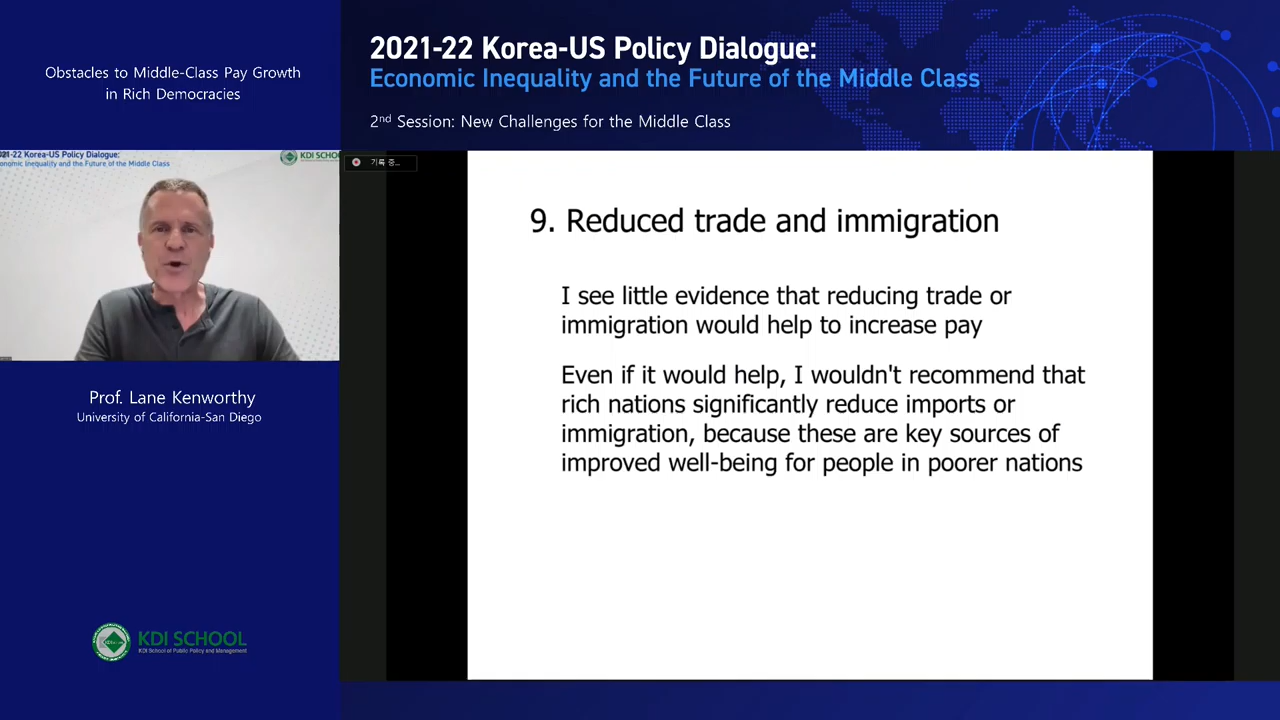 Obstacles to Middle-Class Pay Growth
in Rich Democracies
2021-22 Korea-US Policy Dialogue:
Economic Inequality and the Future of the Middle Class
2nd Session: New Challenges for the Middle Class
21-22 Korea-US Policy Dialogue:
onomic Inequality and the Future of the Middle Class
KDI SCHOO
기록 중...
9. Reduced trade and immigration
I see little evidence that reducing trade or
immigration would help to increase pay
Even if it would help, I wouldn't recommend that
rich nations significantly reduce imports or
immigration, because these are key sources of
improved well-being for people in poorer nations
Prof. Lane Kenworthy
University of California-San Diego
KDI SCHOOL
KDI School of Public Policy and Management